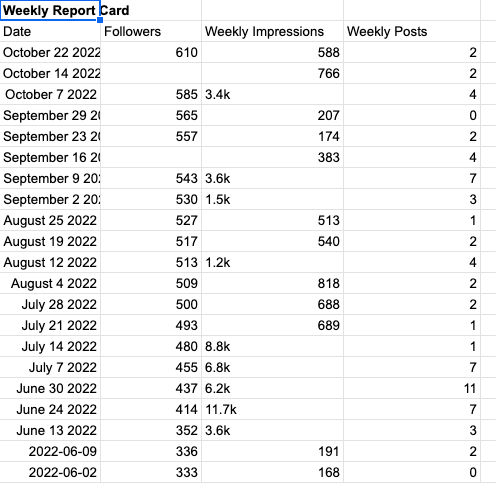 Weekly Report Card
Date Followers Weekly Impressions Weekly Posts
October 22 2022 610 588 2
October 14 2022 766 2
October 7 2022 585 3.4k 4
September 29 20 565 207 0
September 23 20 557 174 2
September 16 20 383 4
September 9 202 543 3.6k 7
September 2 202 530 1.5k 3
August 25 2022 527 513 1
August 19 2022 517 540 2
August 12 2022 513 1.2k 4
August 4 2022 509 818 2
July 28 2022 500 688 2
July 21 2022 493 689 1
July 14 2022 480 8.8k 1
July 7 2022 455 6.8k 7
June 30 2022 437 6.2k 11
June 24 2022 414 11.7k 7
June 13 2022 352 3.6k 3
2022-06-09 336 191 2
2022-06-02 333 168 0